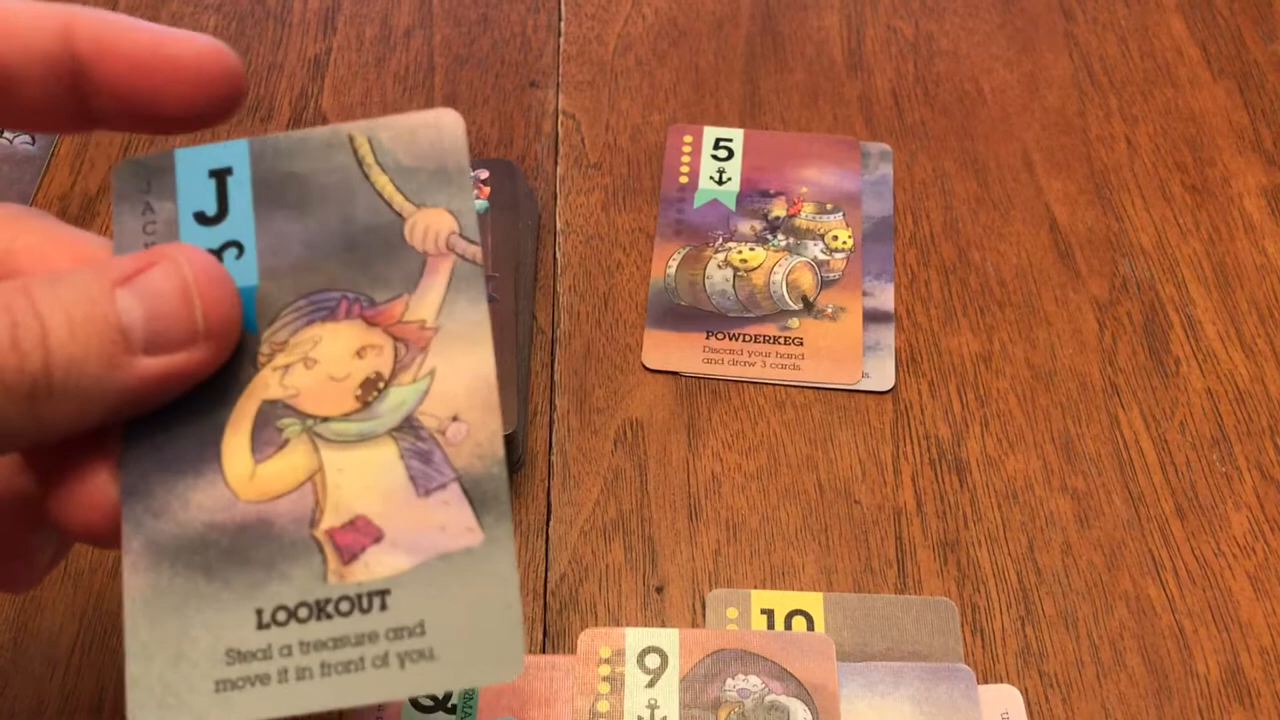 J
JAC
LOOKOUT
Steal a treasure and
move it in front of you.
5
POWDERKEG
Discard your hand
and draw 3 cards.
10
9
&